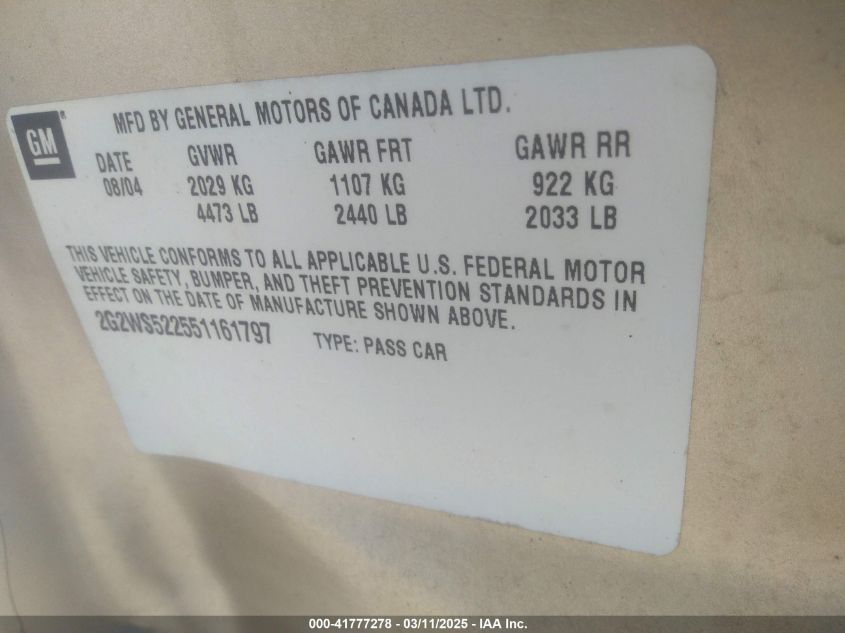 GM®
MFD BY GENERAL MOTORS OF CANADA LTD.
DATE GVWR GAWR FRT GAWR RR
08/04 2029 KG 1107 KG 922 KG
4473 LB 2440 LB 2033 LB
THIS VEHICLE CONFORMS TO ALL APPLICABLE U.S. FEDERAL MOTOR
VEHICLE SAFETY, BUMPER, AND THEFT PREVENTION STANDARDS IN
EFFECT ON THE DATE OF MANUFACTURE SHOWN ABOVE.
2G2WS522551161797 TYPE: PASS CAR
000-41777278 - 03/11/2025 - IAA Inc.